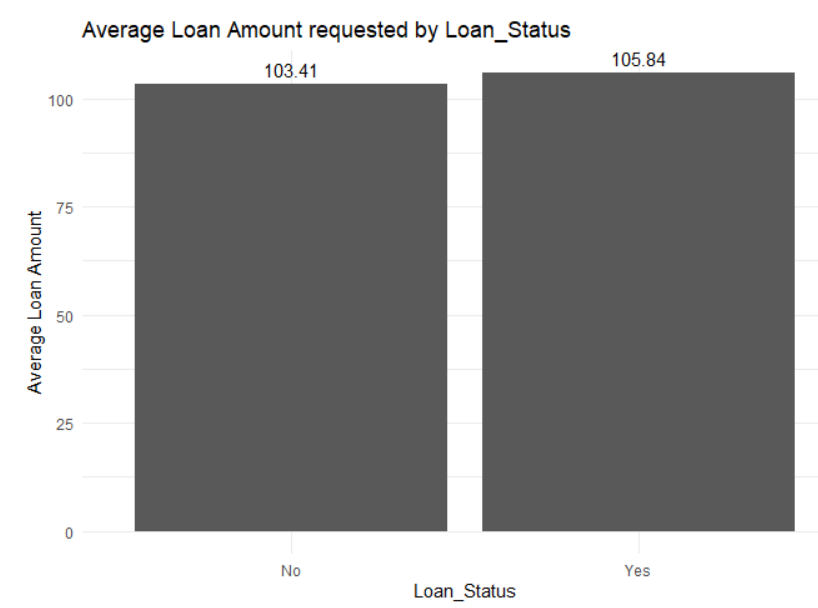 Average Loan Amount requested by Loan_Status
105.84
103.41
100
75
50
25
0
Average Loan Amount
No
Yes
Loan_Status